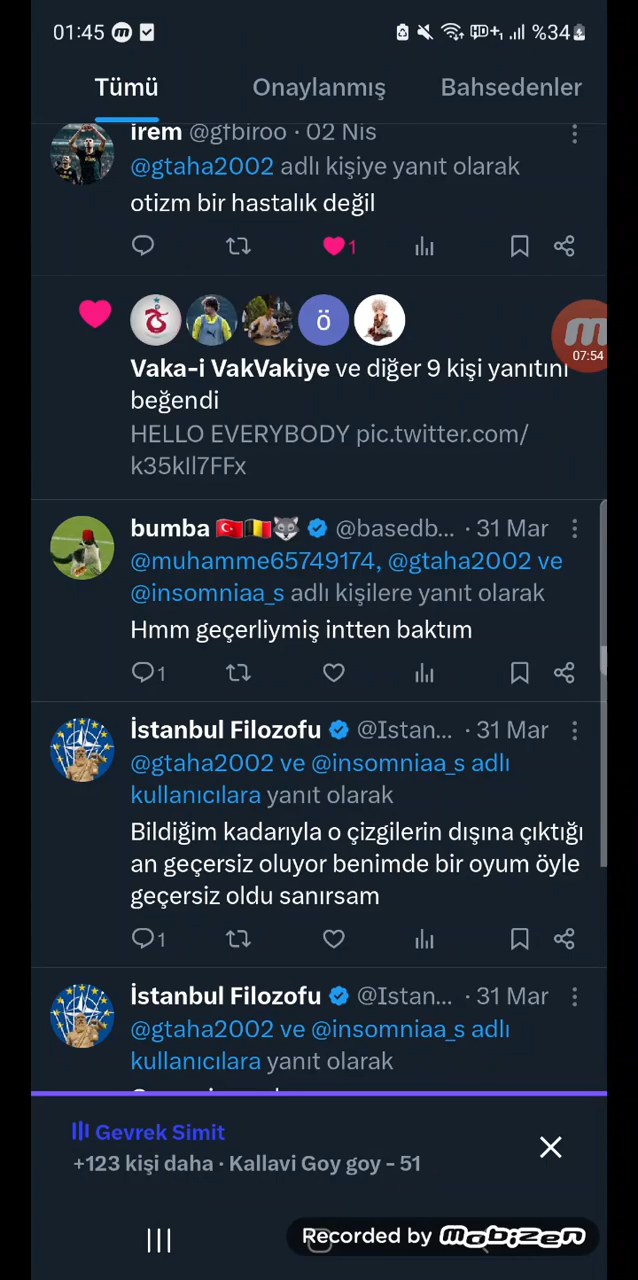 01:45
%34
Tümü Onaylanmış Bahsedenler
irem @gfbiroo · 02 Nis
@gtaha2002 adlı kişiye yanıt olarak
otizm bir hastalık değil
1
ö
07:54
Vaka-i VakVakiye ve diğer 9 kişi yanıtını
beğendi
HELLO EVERYBODY pic.twitter.com/
k35kIl7FFx
bumba @basedb... · 31 Mar
@muhamme65749174, @gtaha2002 ve
@insomniaa_s adlı kişilere yanıt olarak
Hmm geçerliymiş intten baktım
1
İstanbul Filozofu @Istan... · 31 Mar
@gtaha2002 ve @insomniaa_s adlı
kullanıcılara yanıt olarak
Bildiğim kadarıyla o çizgilerin dışına çıktığı
an geçersiz oluyor benimde bir oyum öyle
geçersiz oldu sanırsam
1
İstanbul Filozofu @Istan... · 31 Mar
@gtaha2002 ve @insomniaa_s adlı
kullanıcılara yanıt olarak
Gevrek Simit
+123 kişi daha · Kallavi Goy goy - 51
Recorded by mobizen